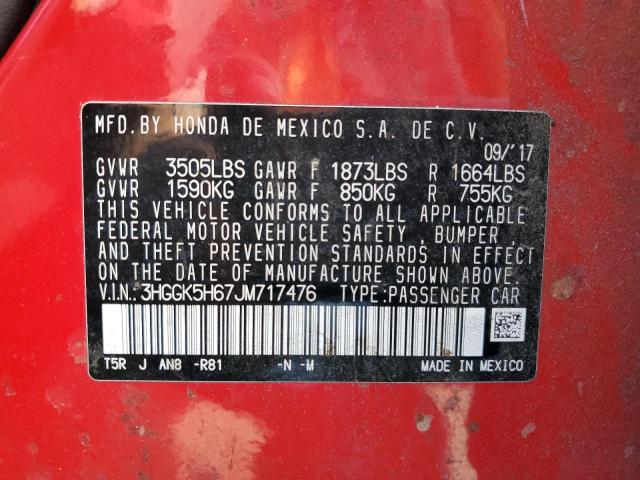 MFD.BY HONDA DE MEXICO S.A. DE C.V.
09/'17
GVWR 3505LBS GAWR F 1873LBS R 1664LBS
GVWR 1590KG GAWR F 850KG R 755KG
THIS VEHICLE CONFORMS TO ALL APPLICABLE
FEDERAL MOTOR VEHICLE SAFETY , BUMPER ,
AND THEFT PREVENTION STANDARDS IN EFFECT
ON THE DATE OF MANUFACTURE SHOWN ABOVE.
V.I.N.:3HGGK5H67JM717476 TYPE:PASSENGER CAR
T5R J AN8 -R81 -N -M MADE IN MEXICO